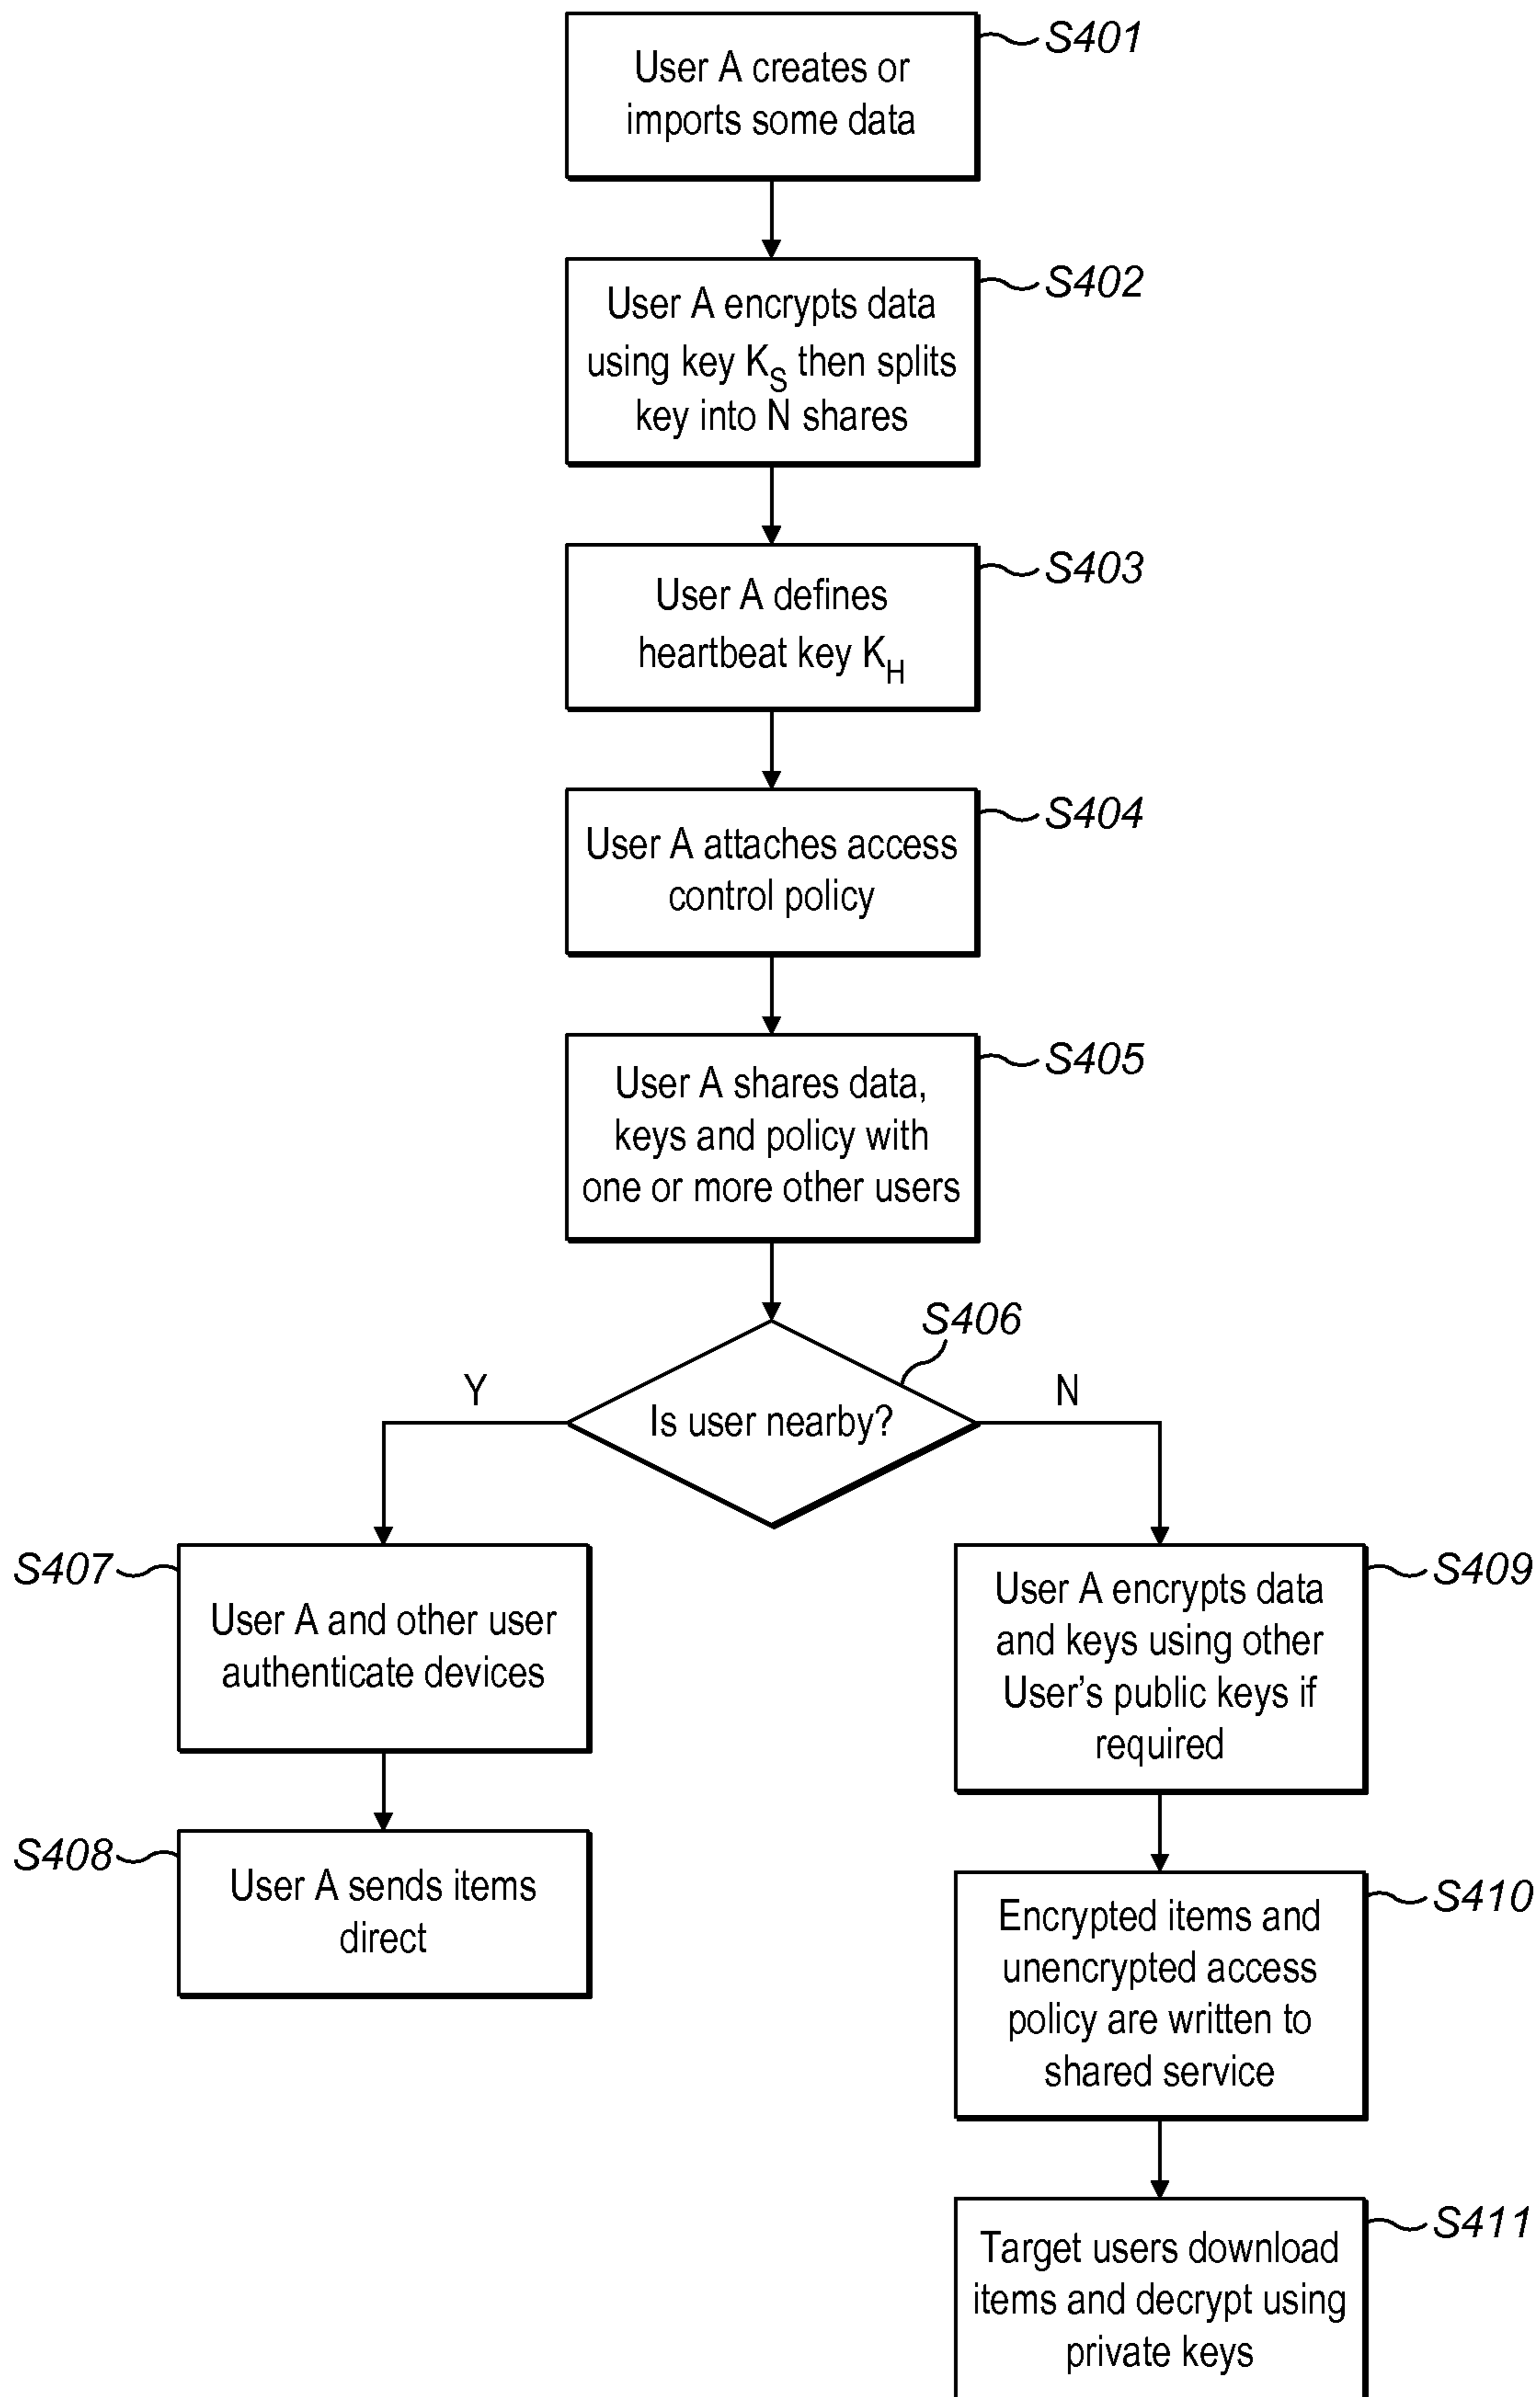 S401
User A creates or
imports some data
S402
User A encrypts data
using key KS then splits
key into N shares
S403
User A defines
heartbeat key KH
S404
User A attaches access
control policy
S405
User A shares data,
keys and policy with
one or more other users
S406
Y
N
Is user nearby?
S407
User A and other user
authenticate devices
S409
User A encrypts data
and keys using other
User's public keys if
required
S408
User A sends items
direct
S410
Encrypted items and
unencrypted access
policy are written to
shared service
S411
Target users download
items and decrypt using
private keys